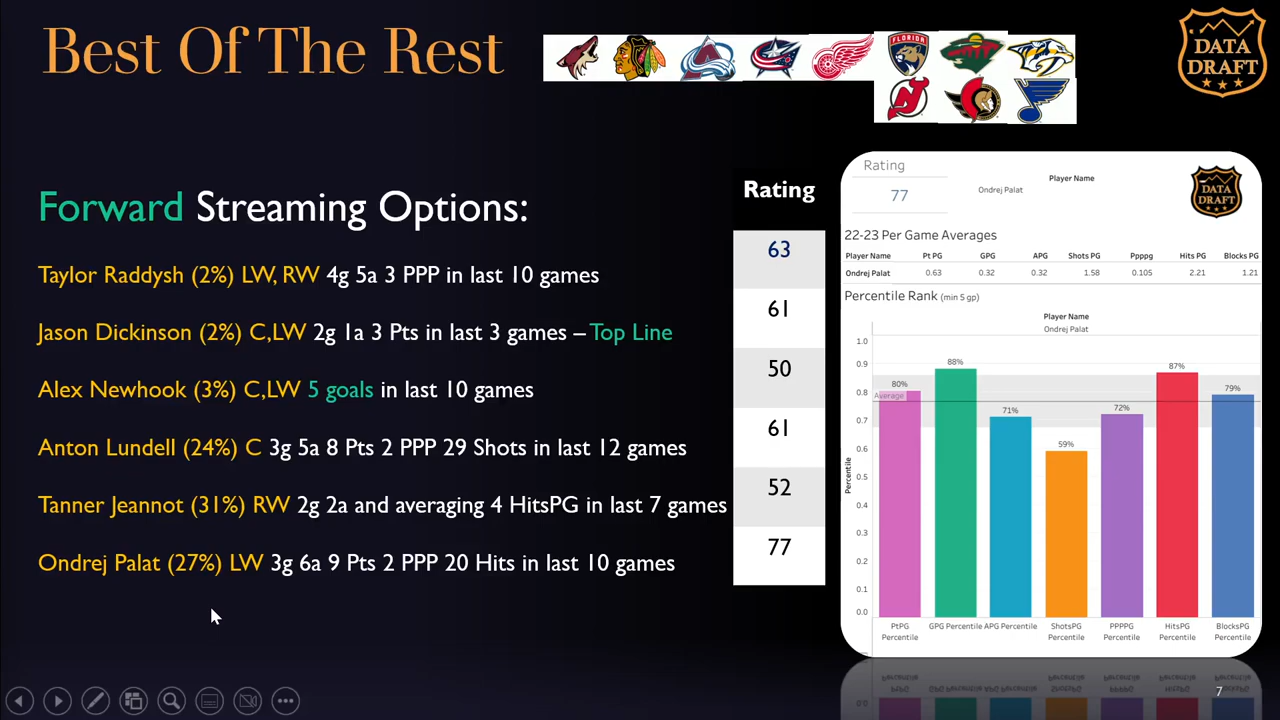 Best Of The Rest
FLORIDA
DATA
DRAFT
Forward Streaming Options:
Rating
Taylor Raddysh (2%) LW, RW 4g 5a 3 PPP in last 10 games
63
Jason Dickinson (2%) C,LW 2g 1a 3 Pts in last 3 games – Top Line
61
Alex Newhook (3%) C,LW 5 goals in last 10 games
50
Anton Lundell (24%) C 3g 5a 8 Pts 2 PPP 29 Shots in last 12 games
61
Tanner Jeannot (31%) RW 2g 2a and averaging 4 HitsPG in last 7 games
52
Ondrej Palat (27%) LW 3g 6a 9 Pts 2 PPP 20 Hits in last 10 games
77
Rating
77
Player Name
Ondrej Palat
DATA
DRAFT
22-23 Per Game Averages
Player Name Pt PG GPG APG Shots PG Ppppg Hits PG Blocks PG
Ondrej Palat 0.63 0.32 0.32 1.58 0.105 2.21 1.21
Percentile Rank (min 5 gp)
Player Name
Ondrej Palat
Percentile
1.0
0.9
0.8
0.7
0.6
0.5
0.4
0.3
0.2
0.1
0.0
Average
80%
88%
71%
59%
72%
87%
79%
PtPG Percentile
GPG Percentile
APG Percentile
ShotsPG Percentile
PPPPG Percentile
HitsPG Percentile
BlocksPG Percentile
7